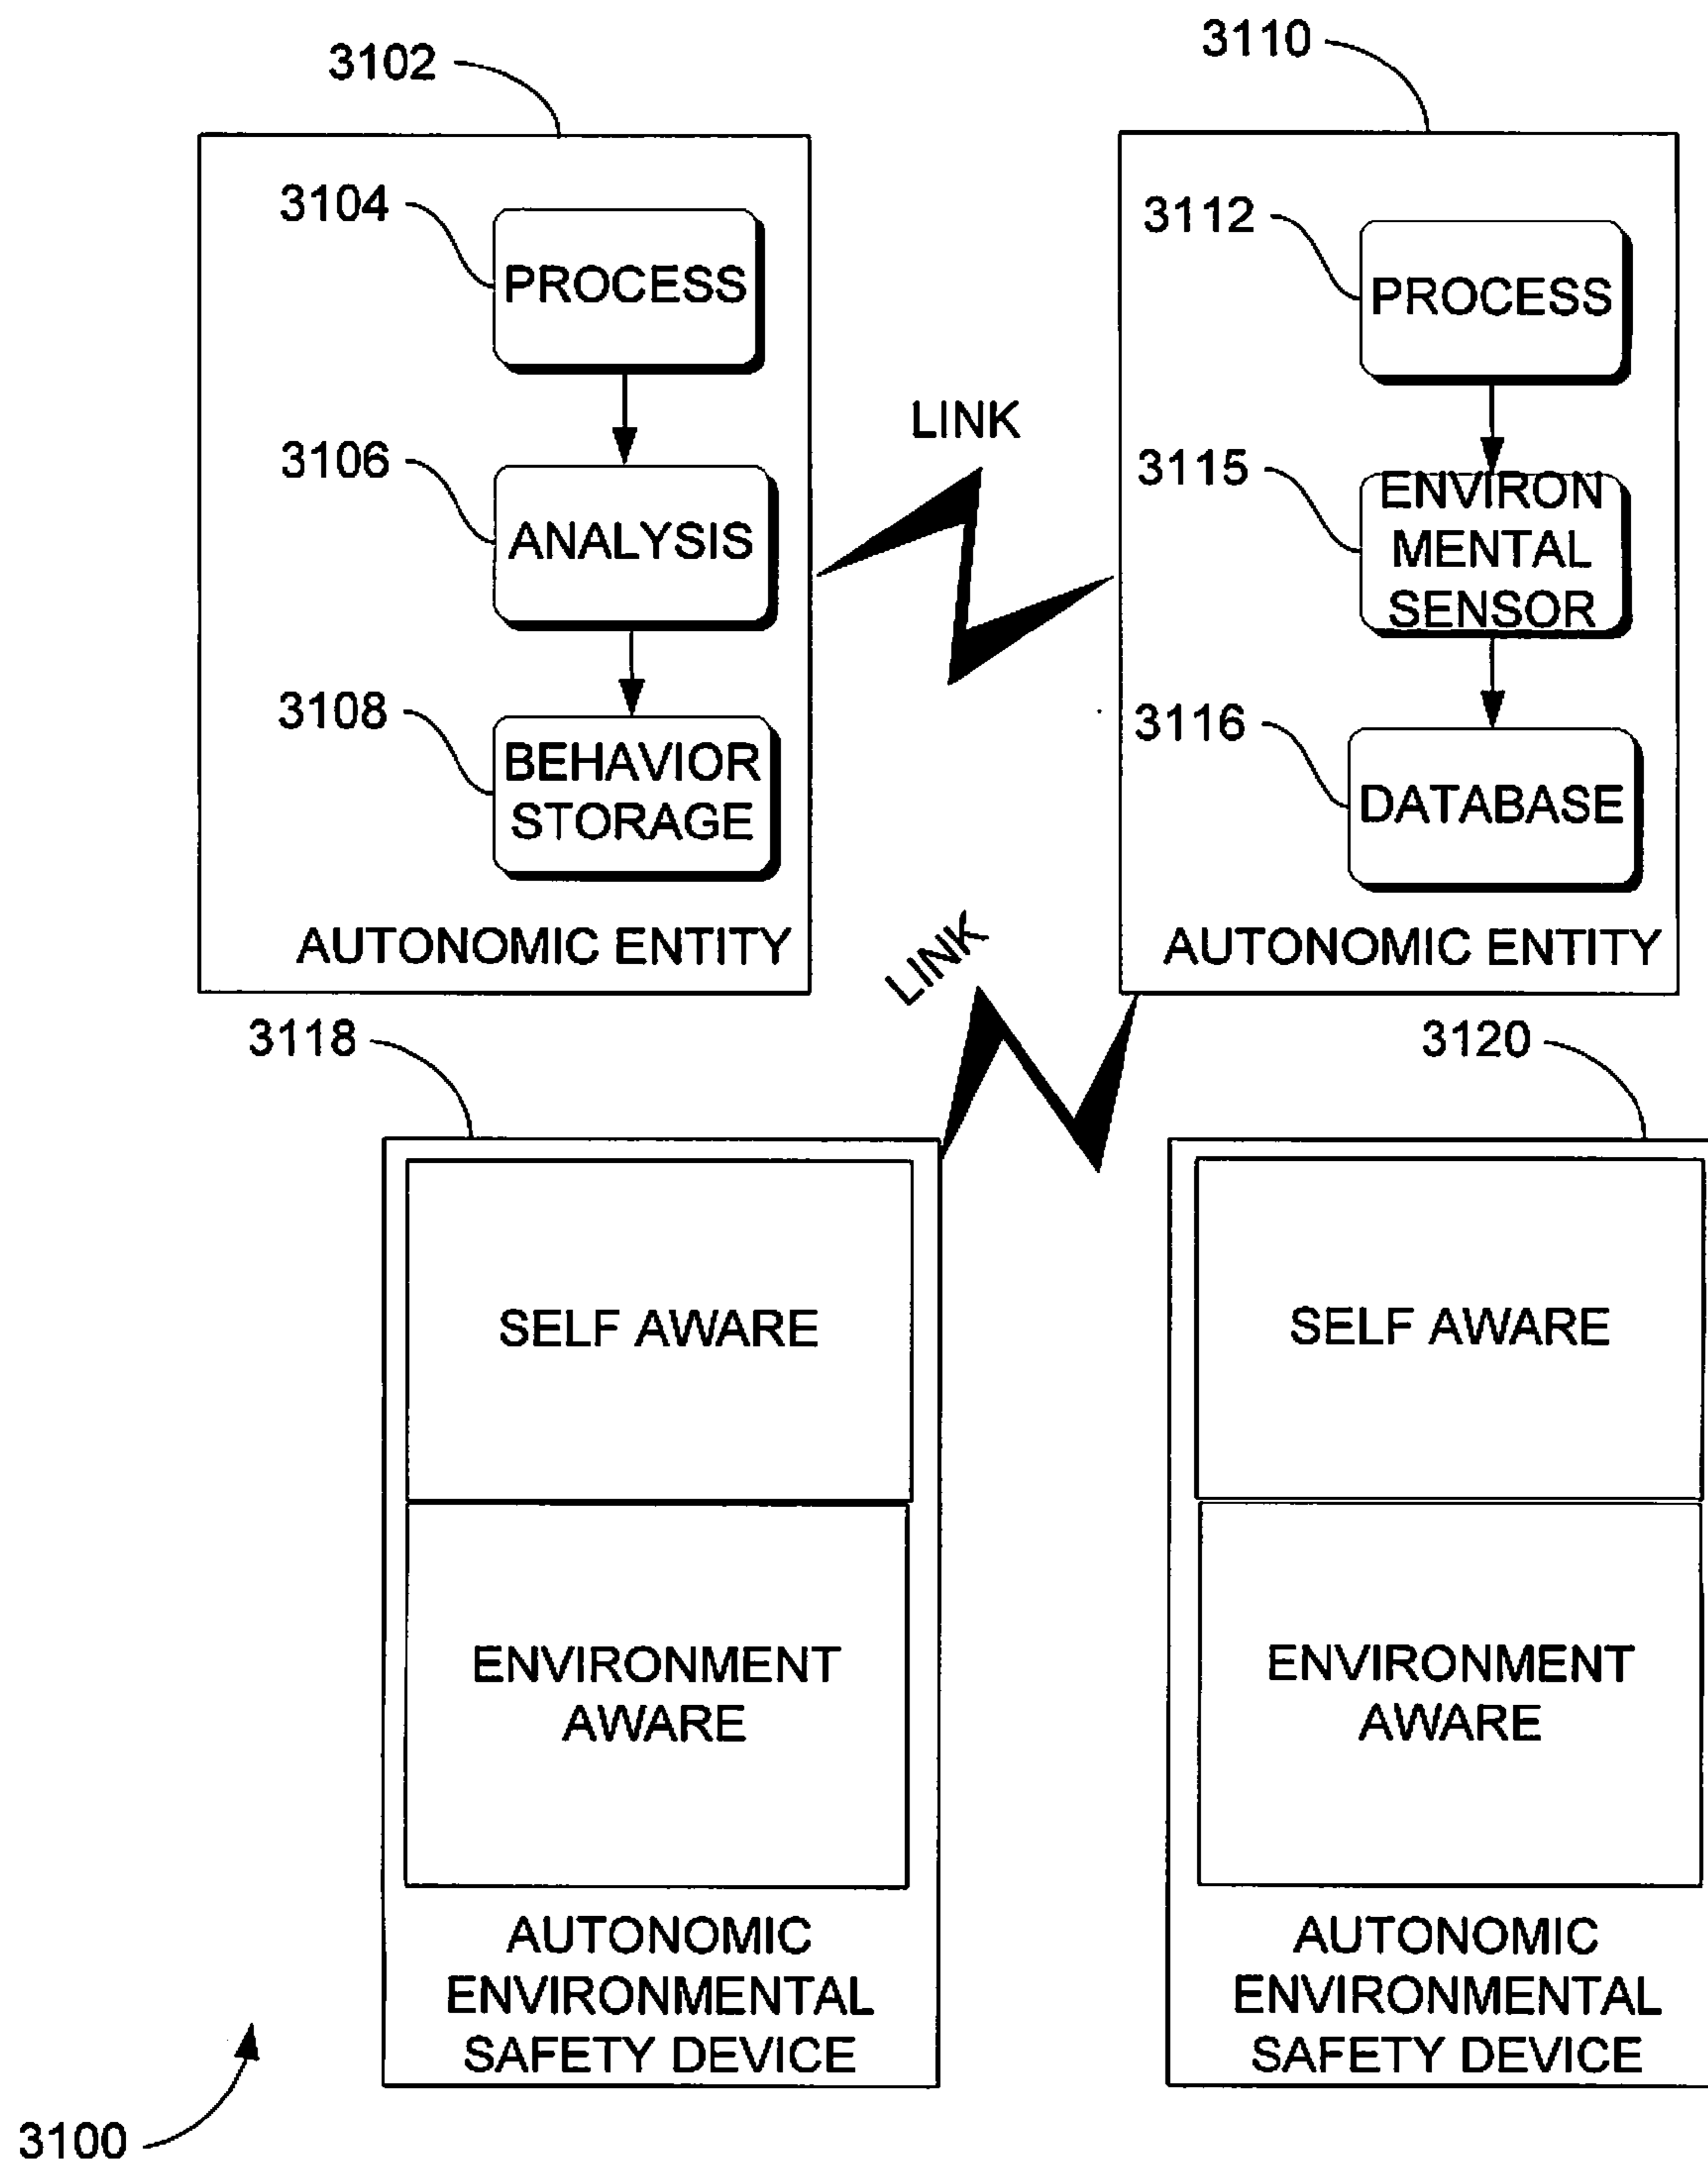 3102
3110
3104
PROCESS
3112
PROCESS
LINK
3106
ANALYSIS
3115
ENVIRON
MENTAL
SENSOR
3108
BEHAVIOR
STORAGE
3116
DATABASE
AUTONOMIC ENTITY
AUTONOMIC ENTITY
LINK
3118
3120
SELF AWARE
SELF AWARE
ENVIRONMENT
AWARE
ENVIRONMENT
AWARE
AUTONOMIC
ENVIRONMENTAL
SAFETY DEVICE
AUTONOMIC
ENVIRONMENTAL
SAFETY DEVICE
3100